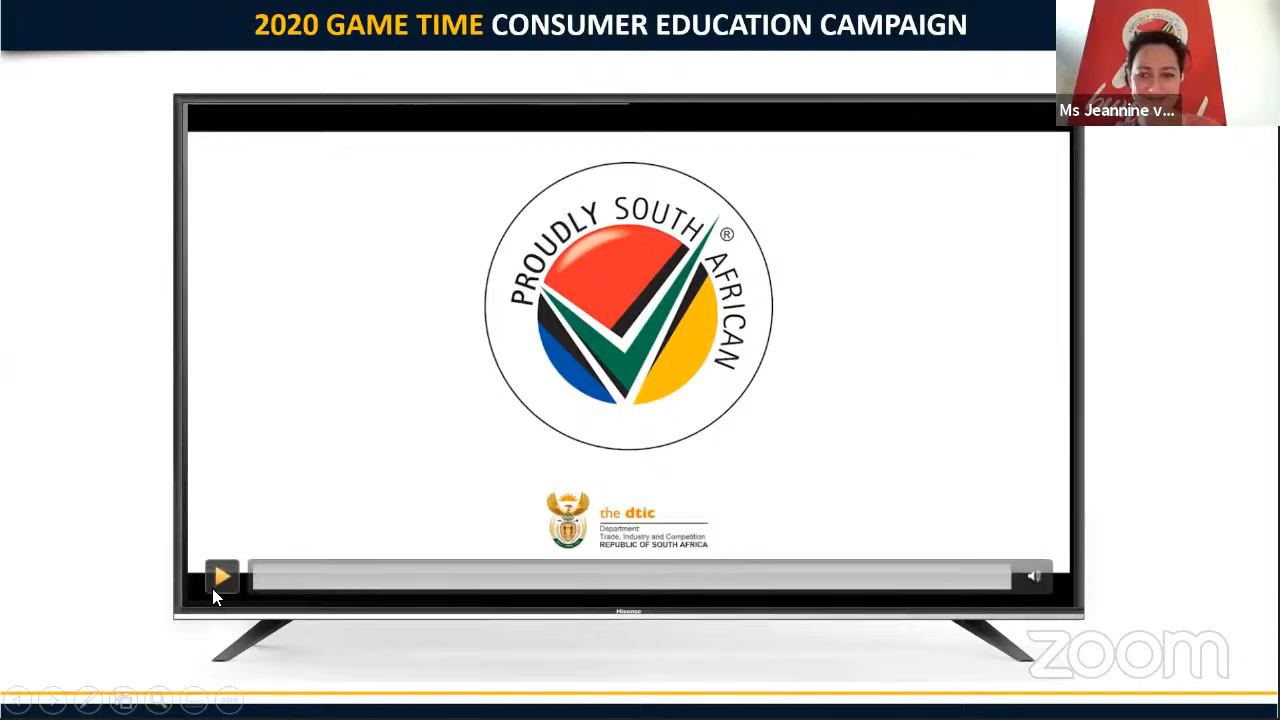 2020 GAME TIME CONSUMER EDUCATION CAMPAIGN
Ms Jeannine v...
PROUDLY SOUTH AFRICAN ®
the dtic
Department:
Trade, Industry and Competition
REPUBLIC OF SOUTH AFRICA
Hisense
zoom